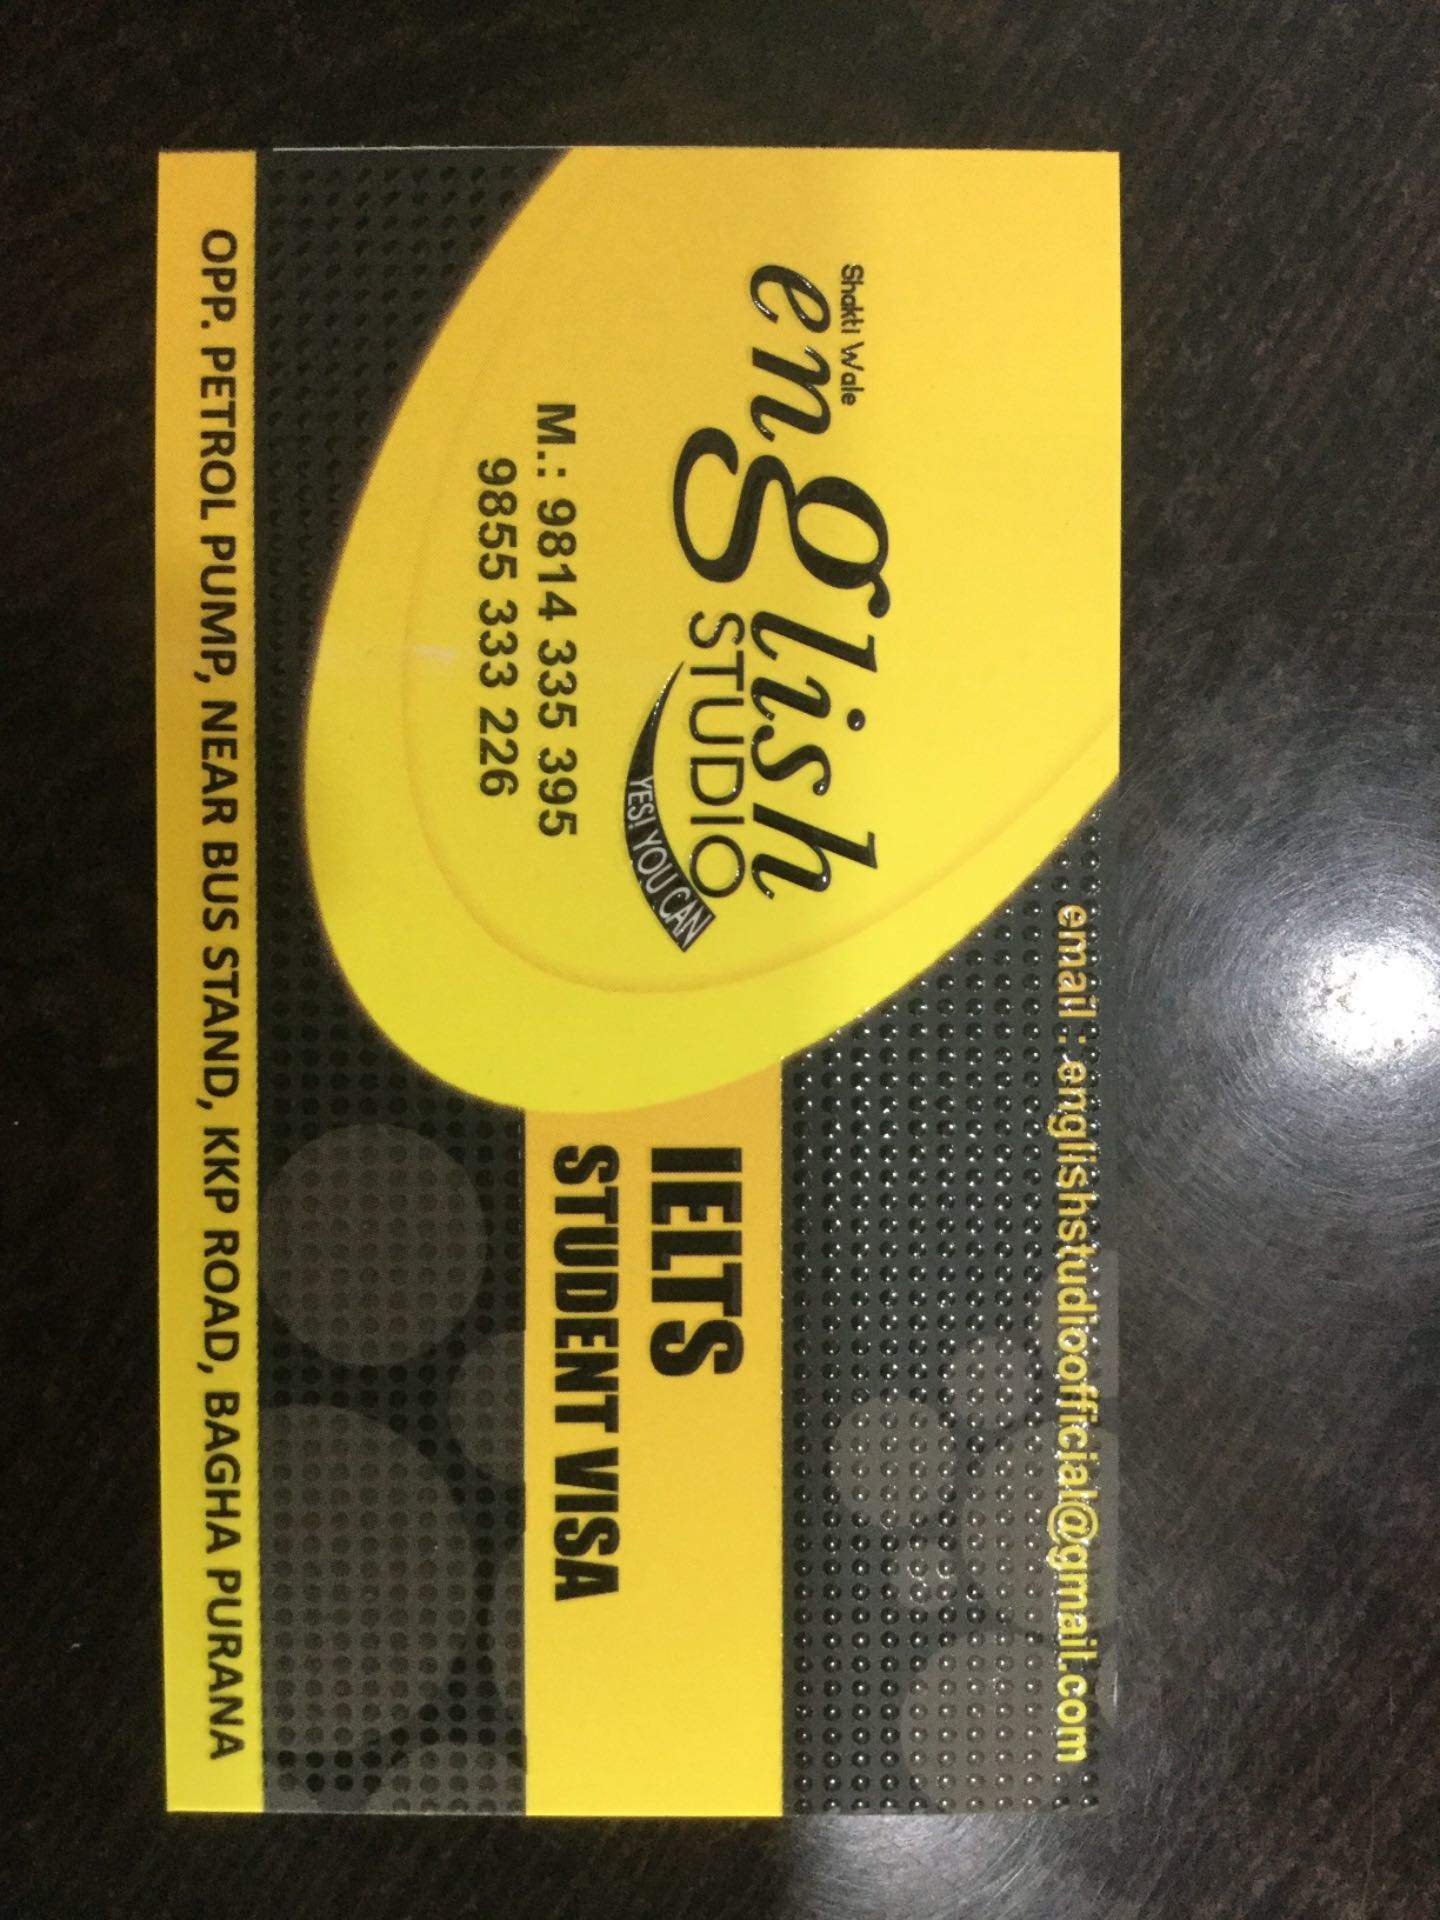 email : englishstudioofficial@gmail.com
Shakti Wale
english
STUDIO
YES! YOU CAN
M.: 9814 335 395
9855 333 226
IELTS
STUDENT VISA
OPP. PETROL PUMP, NEAR BUS STAND, KKP ROAD, BAGHA PURANA